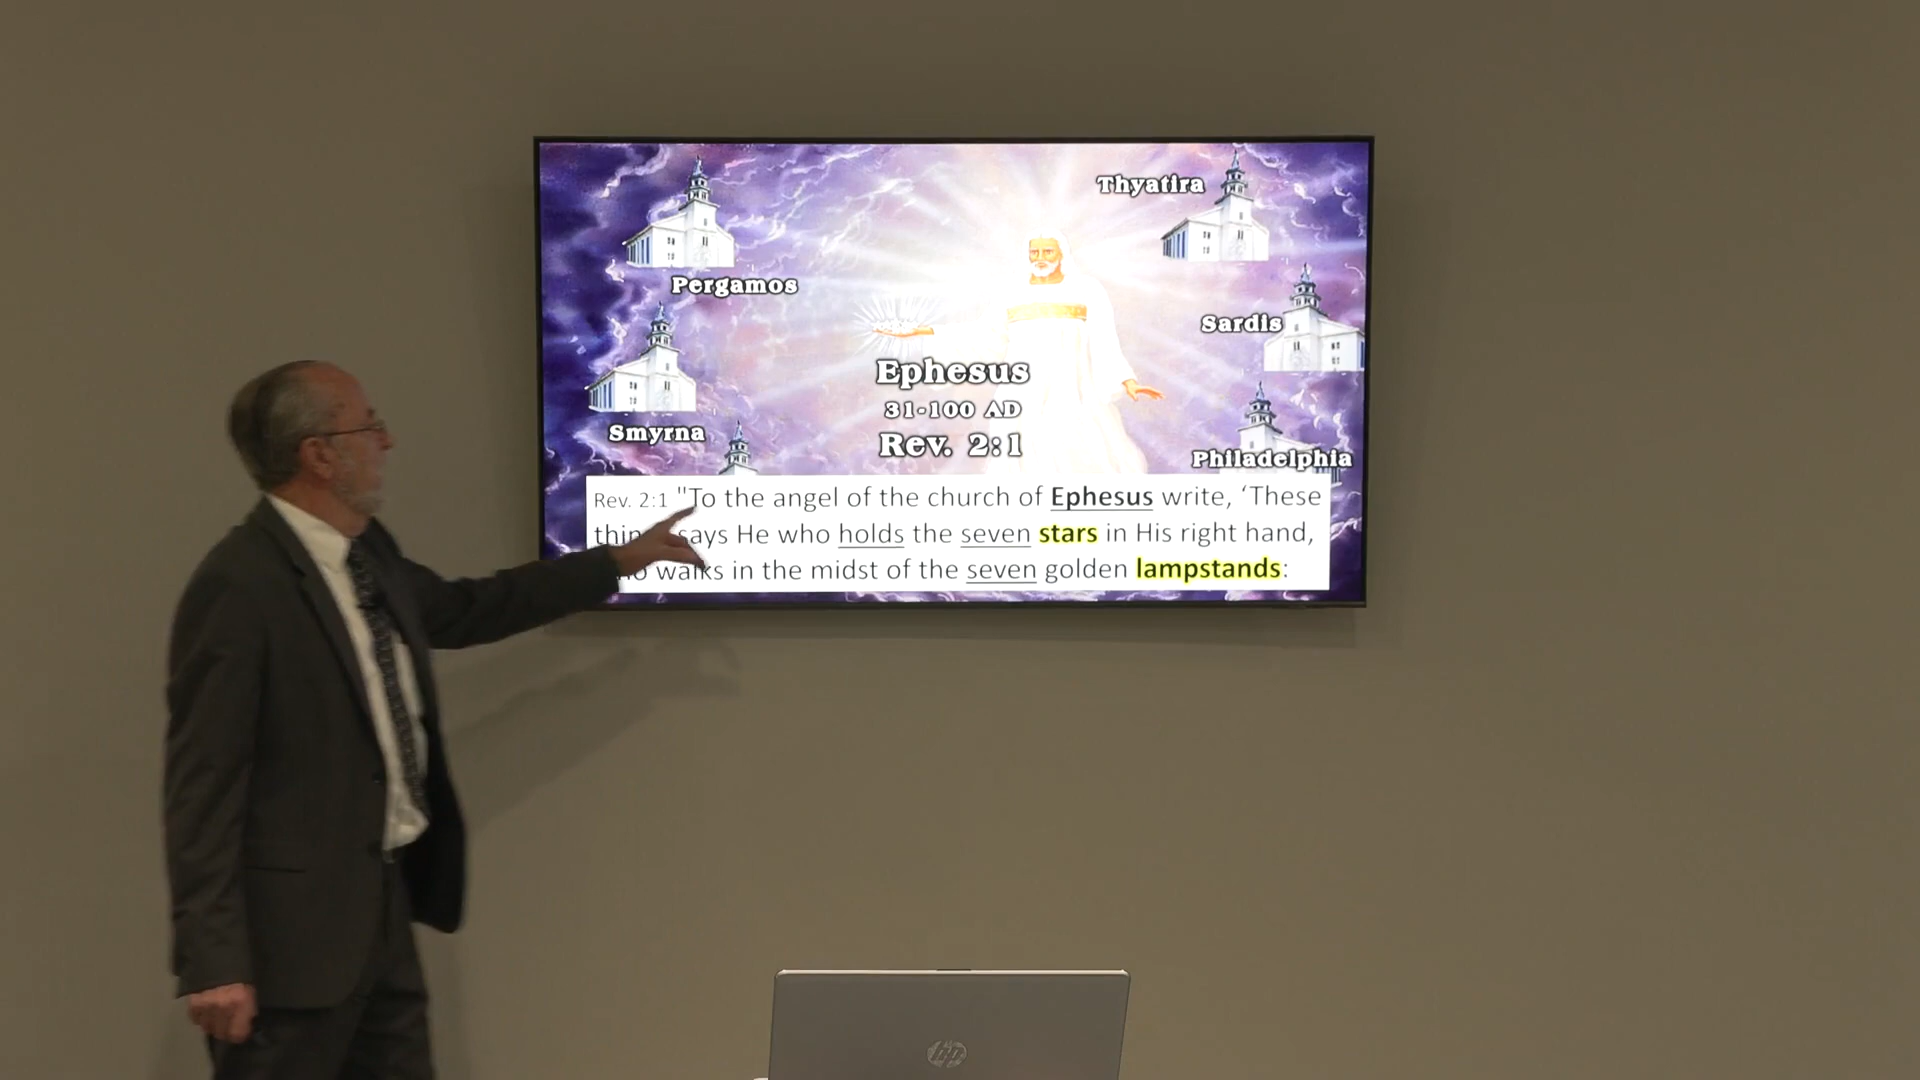 Thyatira
Pergamos
Sardis
Ephesus
31-100 AD
Smyrna
Rev. 2:1
Philadelphia
Rev. 2:1 "To the angel of the church of Ephesus write, ‘These
says He who holds the seven stars in His right hand,
walks in the midst of the seven golden lampstands:
hp